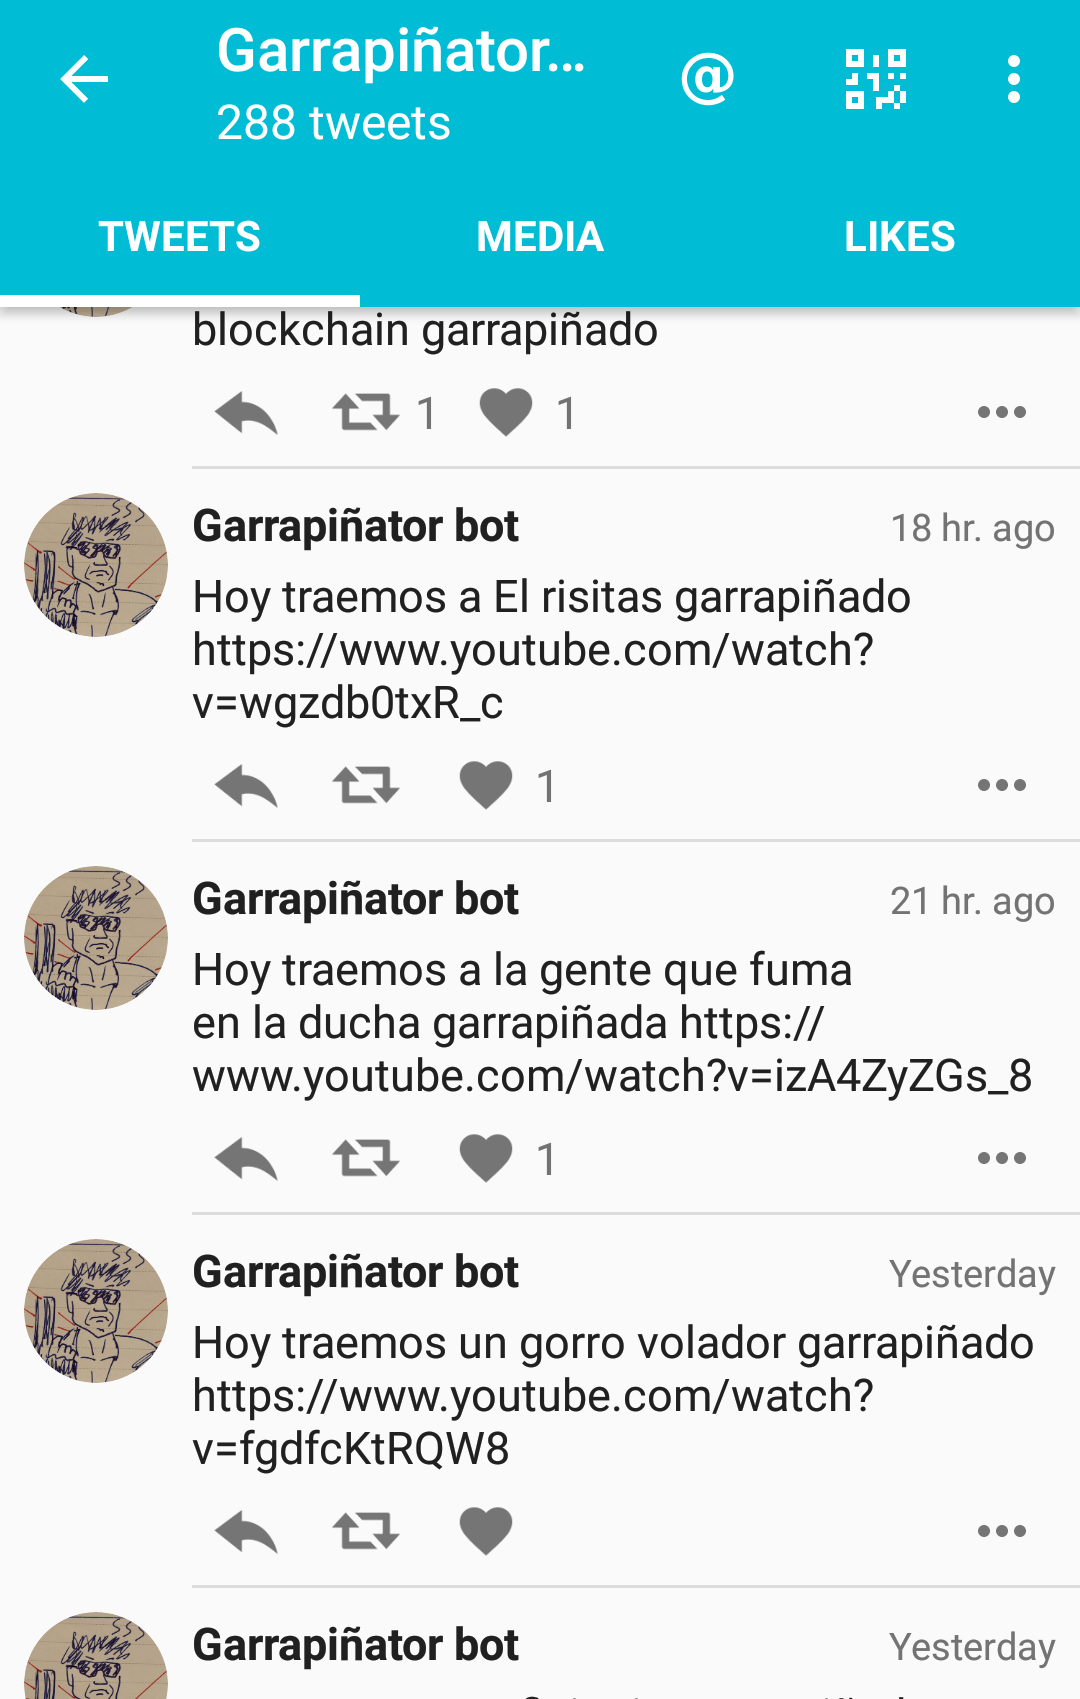 Garrapiñator...
288 tweets
TWEETS
MEDIA
LIKES
blockchain garrapiñado
1
1
Garrapiñator bot
18 hr. ago
Hoy traemos a El risitas garrapiñado
https://www.youtube.com/watch?
v=wgzdb0txR_c
1
Garrapiñator bot
21 hr. ago
Hoy traemos a la gente que fuma
en la ducha garrapiñada https://
www.youtube.com/watch?v=izA4ZyZGs_8
1
Garrapiñator bot
Yesterday
Hoy traemos un gorro volador garrapiñado
https://www.youtube.com/watch?
v=fgdfcKtRQW8
Garrapiñator bot
Yesterday